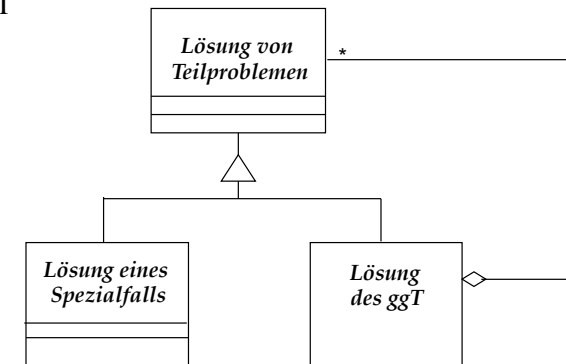 Lösung von
Teilproblemen
*
Lösung eines
Spezialfalls
Lösung
des ggT